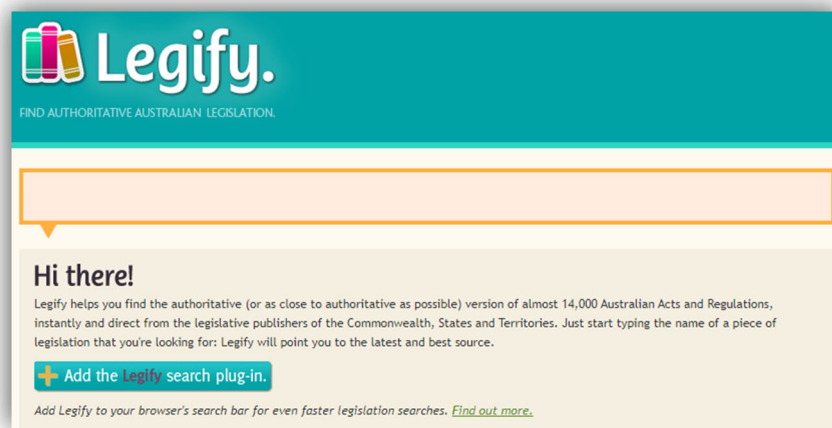 Legify.
FIND AUTHORITATIVE AUSTRALIAN LEGISLATION.
Hi there!
Legify helps you find the authoritative (or as close to authoritative as possible) version of almost 14,000 Australian Acts and Regulations,
instantly and direct from the legislative publishers of the Commonwealth, States and Territories. Just start typing the name of a piece of
legislation that you're looking for: Legify will point you to the latest and best source.
Add the Legify search plug-in.
Add Legify to your browser's search bar for even faster legislation searches. Find out more.